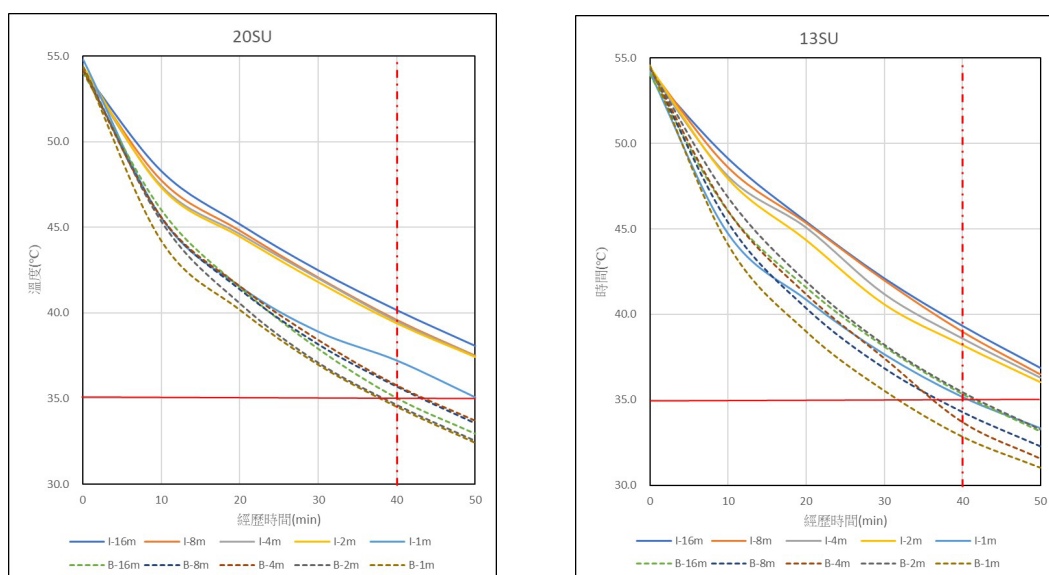 20SU
55.0
50.0
45.0
40.0
35.0
30.0
溫度(℃)
0 10 20 30 40 50
經歷時間(min)
I-16m I-8m I-4m I-2m I-1m
B-16m B-8m B-4m B-2m B-1m
13SU
55.0
50.0
45.0
40.0
35.0
30.0
時間(℃)
0 10 20 30 40 50
經歷時間(min)
I-16m I-8m I-4m I-2m I-1m
B-16m B-8m B-4m B-2m B-1m